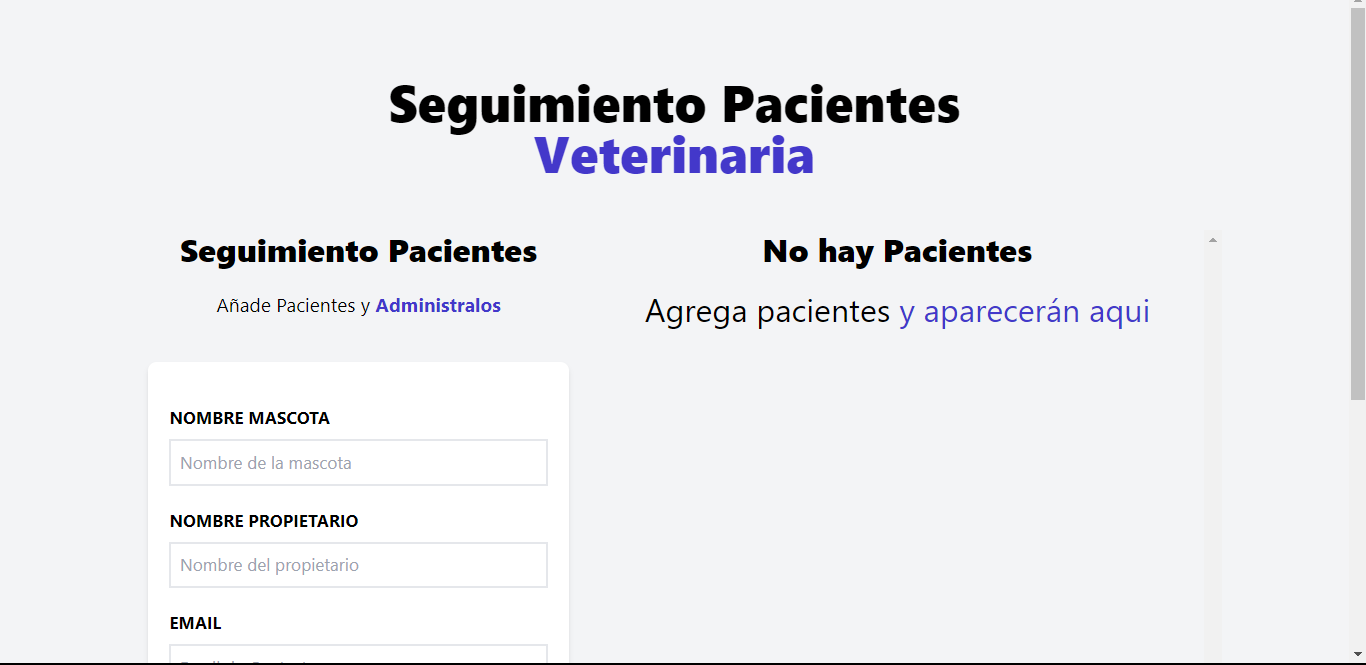 Seguimiento Pacientes
Veterinaria
Seguimiento Pacientes
Añade Pacientes y Administralos
NOMBRE MASCOTA
Nombre de la mascota
NOMBRE PROPIETARIO
Nombre del propietario
EMAIL
No hay Pacientes
Agrega pacientes y aparecerán aqui